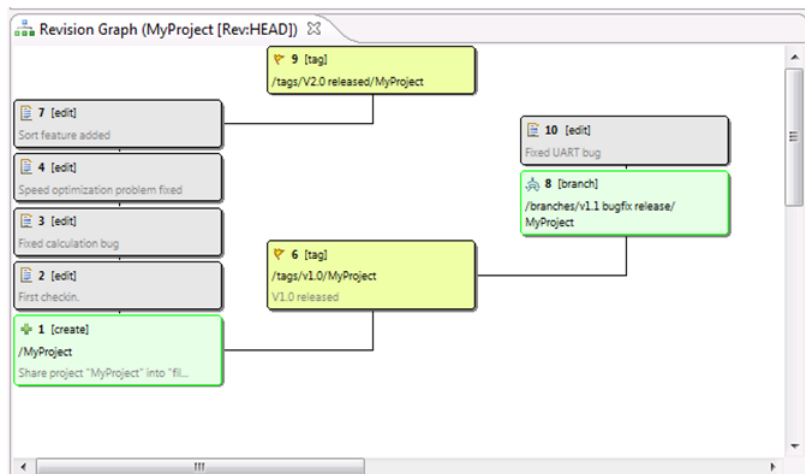 Revision Graph (MyProject [Rev:HEAD])
9 [tag]
/tags/V2.0 released/MyProject
7 [edit]
Sort feature added
10 [edit]
Fixed UART bug
4 [edit]
Speed optimization problem fixed
8 [branch]
/branches/v1.1 bugfix release/
MyProject
3 [edit]
Fixed calculation bug
6 [tag]
/tags/v1.0/MyProject
V1.0 released
2 [edit]
First checkin.
1 [create]
/MyProject
Share project "MyProject" into "fil...